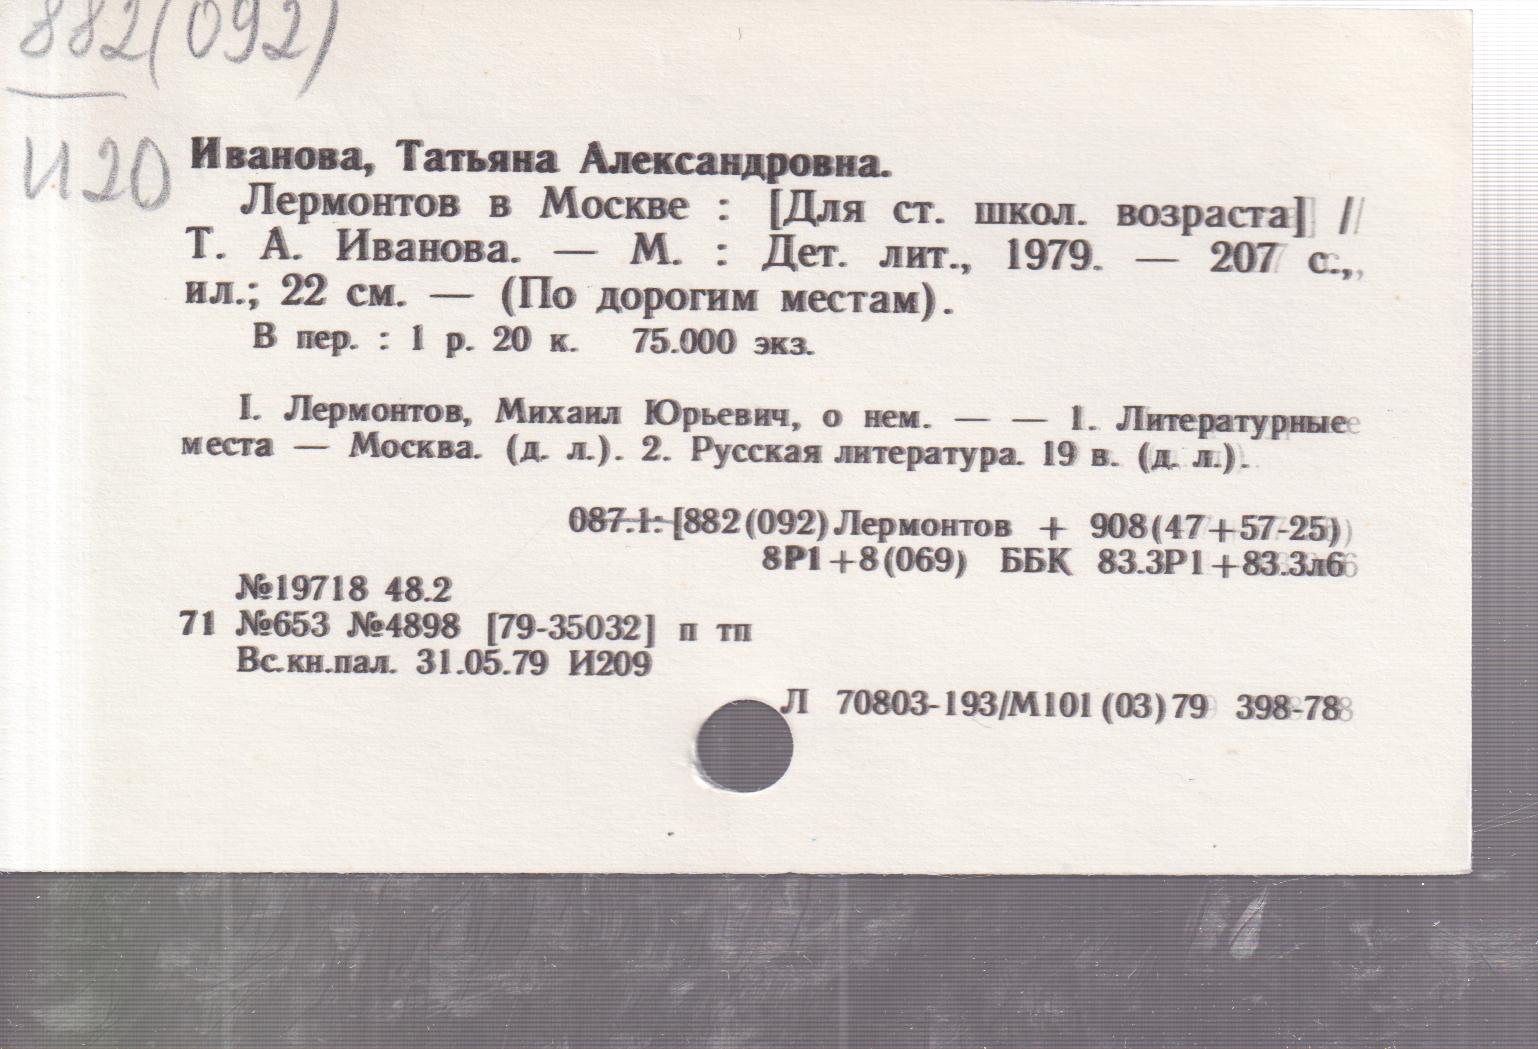 882(092)
И20
Иванова, Татьяна Александровна.
Лермонтов в Москве : [Для ст. школ. возраста] /
Т. А. Иванова. — М. : Дет. лит., 1979. — 207 с.,
ил.; 22 см. — (По дорогим местам).
В пер. : 1 р. 20 к. 75.000 экз.
I. Лермонтов, Михаил Юрьевич, о нем. — — 1. Литературные
места — Москва. (д. л.). 2. Русская литература. 19 в. (д. л.).
087.1: [882(092)Лермонтов + 908(47+57-25)
8Р1+8(069) ББК 83.3Р1+83.3л6
№19718 48.2
71 №653 №4898 [79-35032] п тп
Вс.кн.пал. 31.05.79 И209
Л 70803-193/М101(03)79 398-78